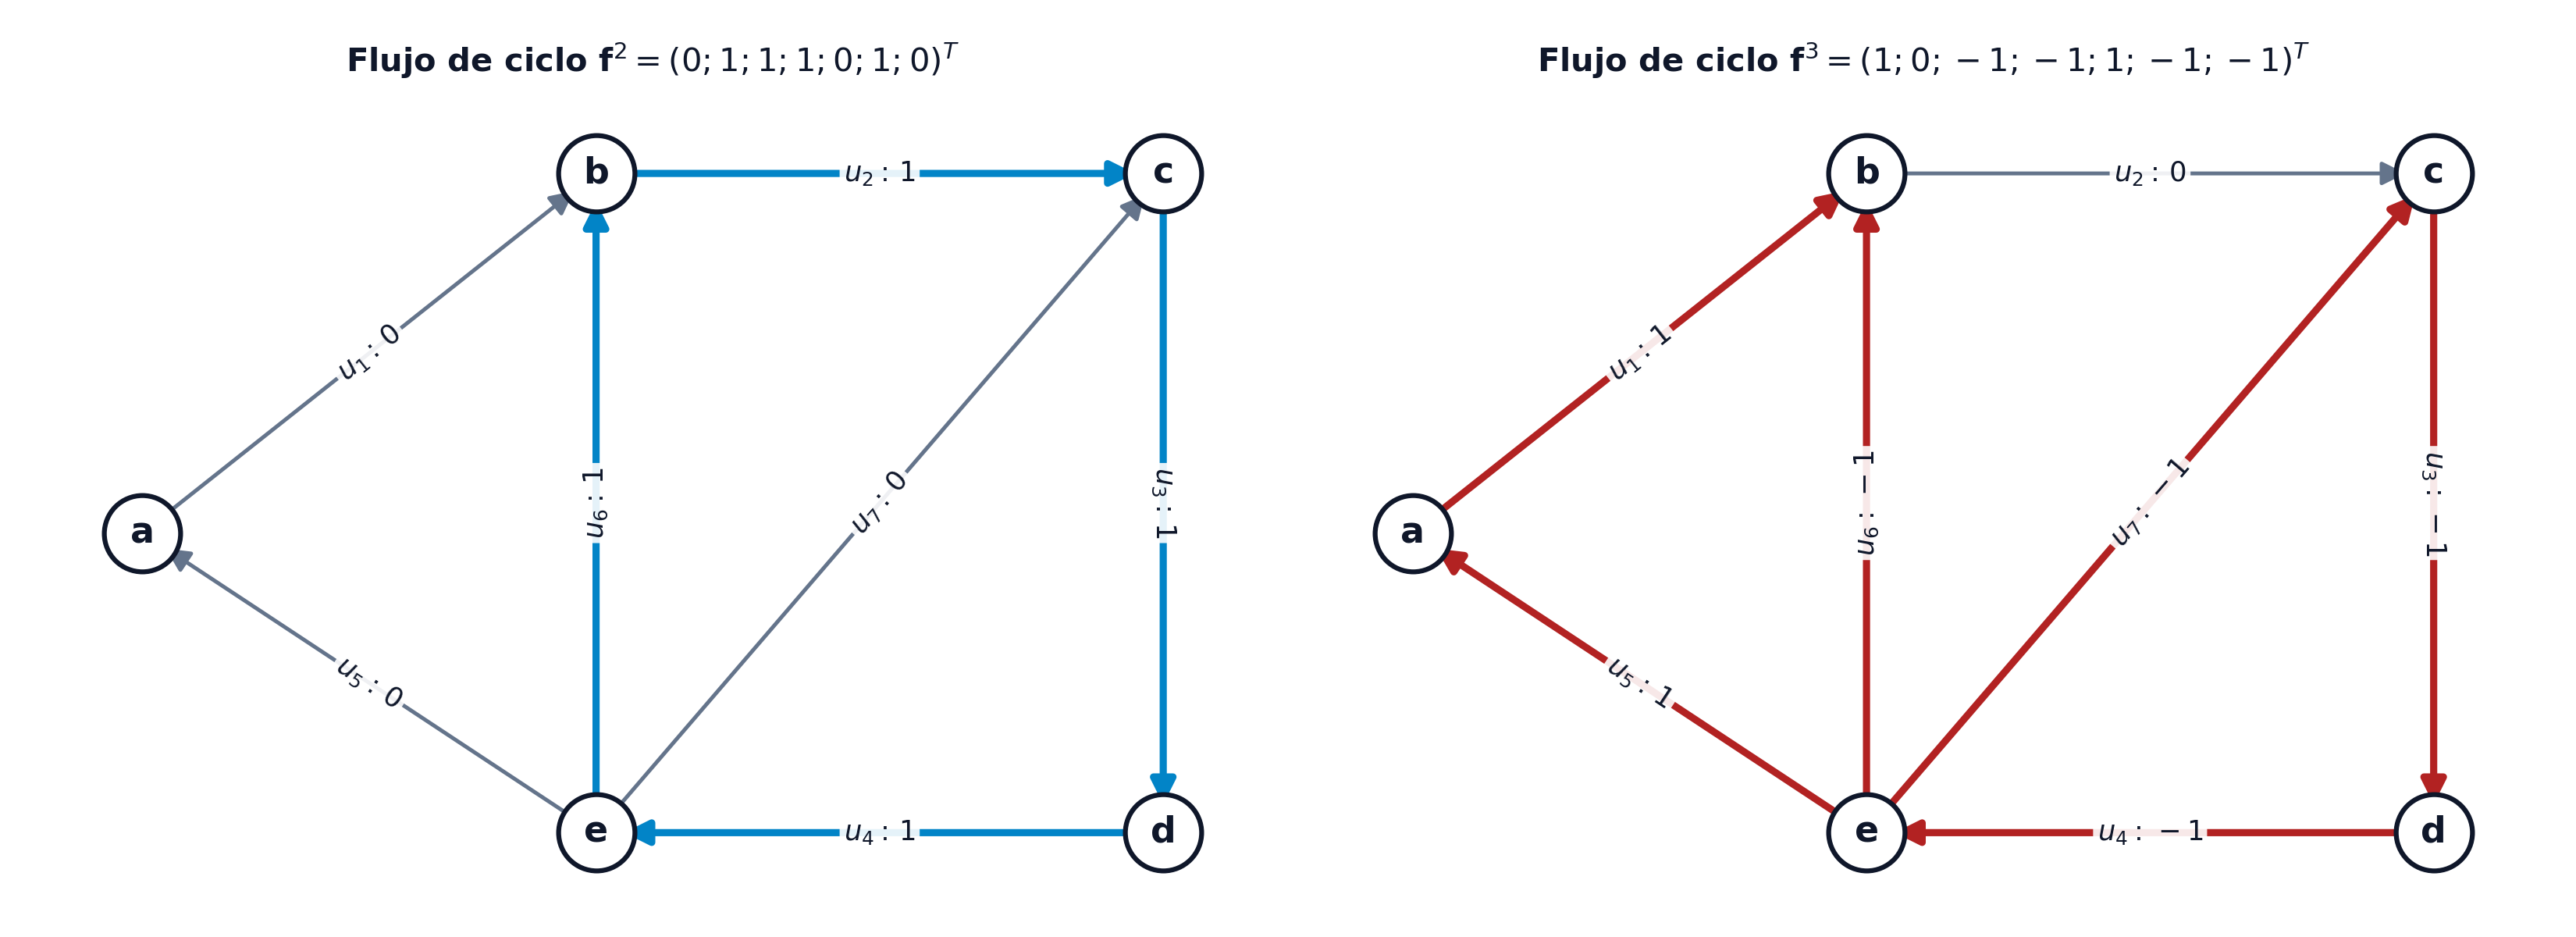 Flujo de ciclo f² = (0; 1; 1; 1; 0; 1; 0)ᵀ
b
u₂ : 1
c
u₁ : 0
u₆ : 1
u₇ : 0
u₃ : 1
a
u₅ : 0
e
u₄ : 1
d
Flujo de ciclo f³ = (1; 0; −1; −1; 1; −1; −1)ᵀ
b
u₂ : 0
c
u₁ : 1
u₆ : −1
u₇ : −1
u₃ : −1
a
u₅ : 1
e
u₄ : −1
d